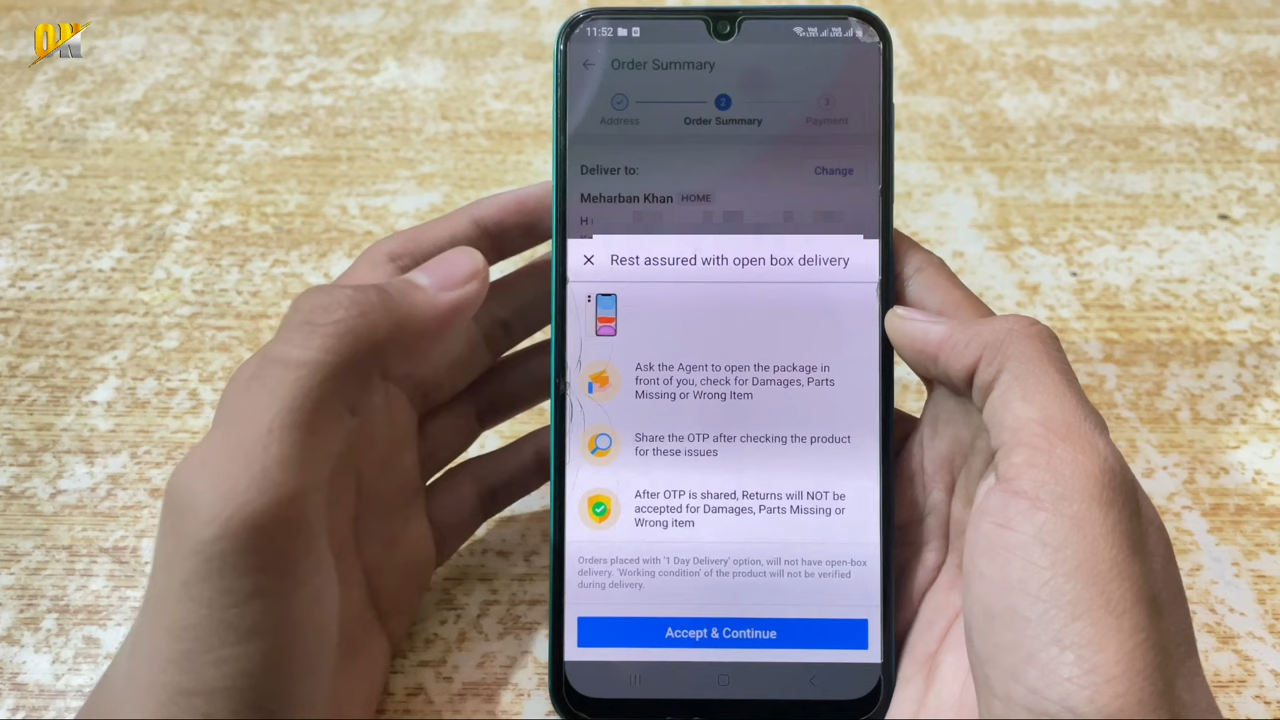 ON
11:52
Order Summary
2
3
Address
Order Summary
Payment
Deliver to:
Change
Meharban Khan
HOME
Rest assured with open box delivery
Ask the Agent to open the package in
front of you, check for Damages, Parts
Missing or Wrong Item
Share the OTP after checking the product
for these issues
After OTP is shared, Returns will NOT be
accepted for Damages, Parts Missing or
Wrong item
Orders placed with '1 Day Delivery' option, will not have open-box
delivery. 'Working condition' of the product will not be verified
during delivery.
Accept & Continue